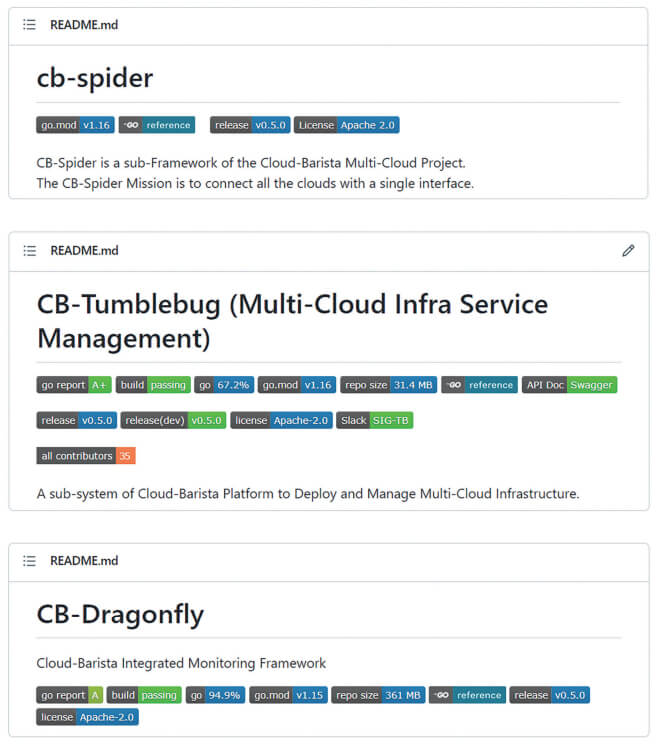 README.md
cb-spider
go.mod v1.16 GO reference release v0.5.0 License Apache 2.0
CB-Spider is a sub-Framework of the Cloud-Barista Multi-Cloud Project.
The CB-Spider Mission is to connect all the clouds with a single interface.
README.md
CB-Tumblebug (Multi-Cloud Infra Service
Management)
go report A+ build passing go 67.2% go.mod v1.16 repo size 31.4 MB GO reference API Doc Swagger
release v0.5.0 release(dev) v0.5.0 license Apache-2.0 Slack SIG-TB
all contributors 35
A sub-system of Cloud-Barista Platform to Deploy and Manage Multi-Cloud Infrastructure.
README.md
CB-Dragonfly
Cloud-Barista Integrated Monitoring Framework
go report A build passing go 94.9% go.mod v1.15 repo size 361 MB GO reference release v0.5.0
license Apache-2.0